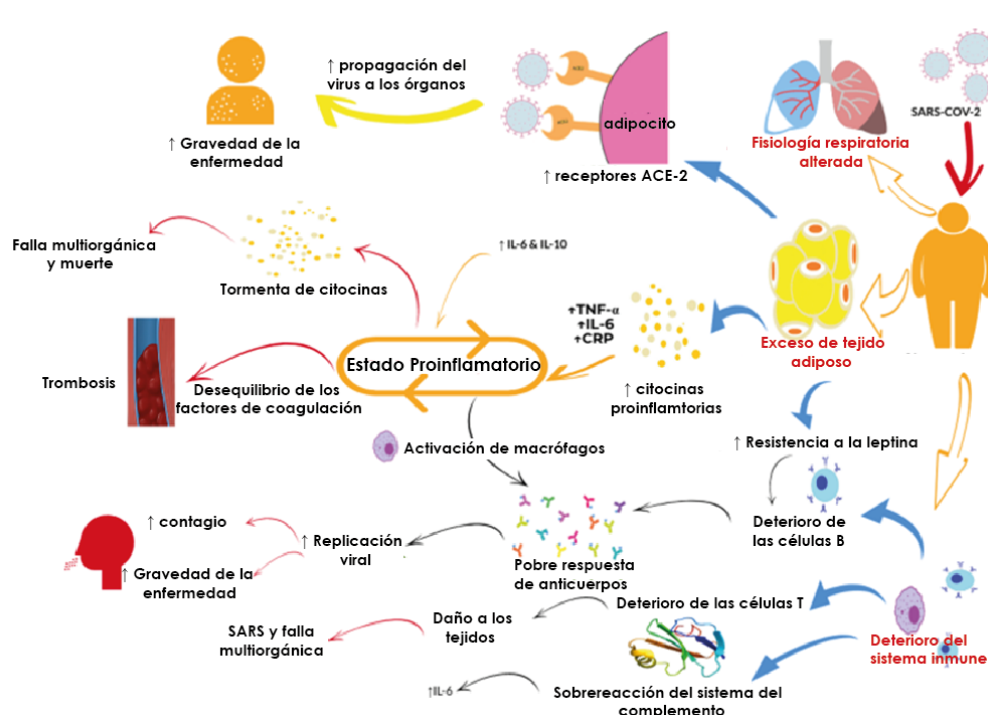 ↑ propagación del
virus a los órganos
↑ Gravedad de la
enfermedad
adipocito
↑ receptores ACE-2
SARS-COV-2
Fisiología respiratoria
alterada
Falla multiorgánica
y muerte
Tormenta de citocinas
↑ IL-6 & IL-10
↑TNF-α
↑IL-6
↑CRP
Exceso de tejido
adiposo
Estado Proinflamatorio
↑ citocinas
proinflamtorias
Trombosis
Desequilibrio de los
factores de coagulación
Activación de macrófagos
↑ Resistencia a la leptina
↑ contagio
↑ Replicación
viral
↑ Gravedad de la
enfermedad
Pobre respuesta
de anticuerpos
Deterioro de
las células B
Deterioro de las células T
Daño a los
tejidos
SARS y falla
multiorgánica
Deterioro del
sistema inmune
↑IL-6
Sobrereacción del sistema del
complemento